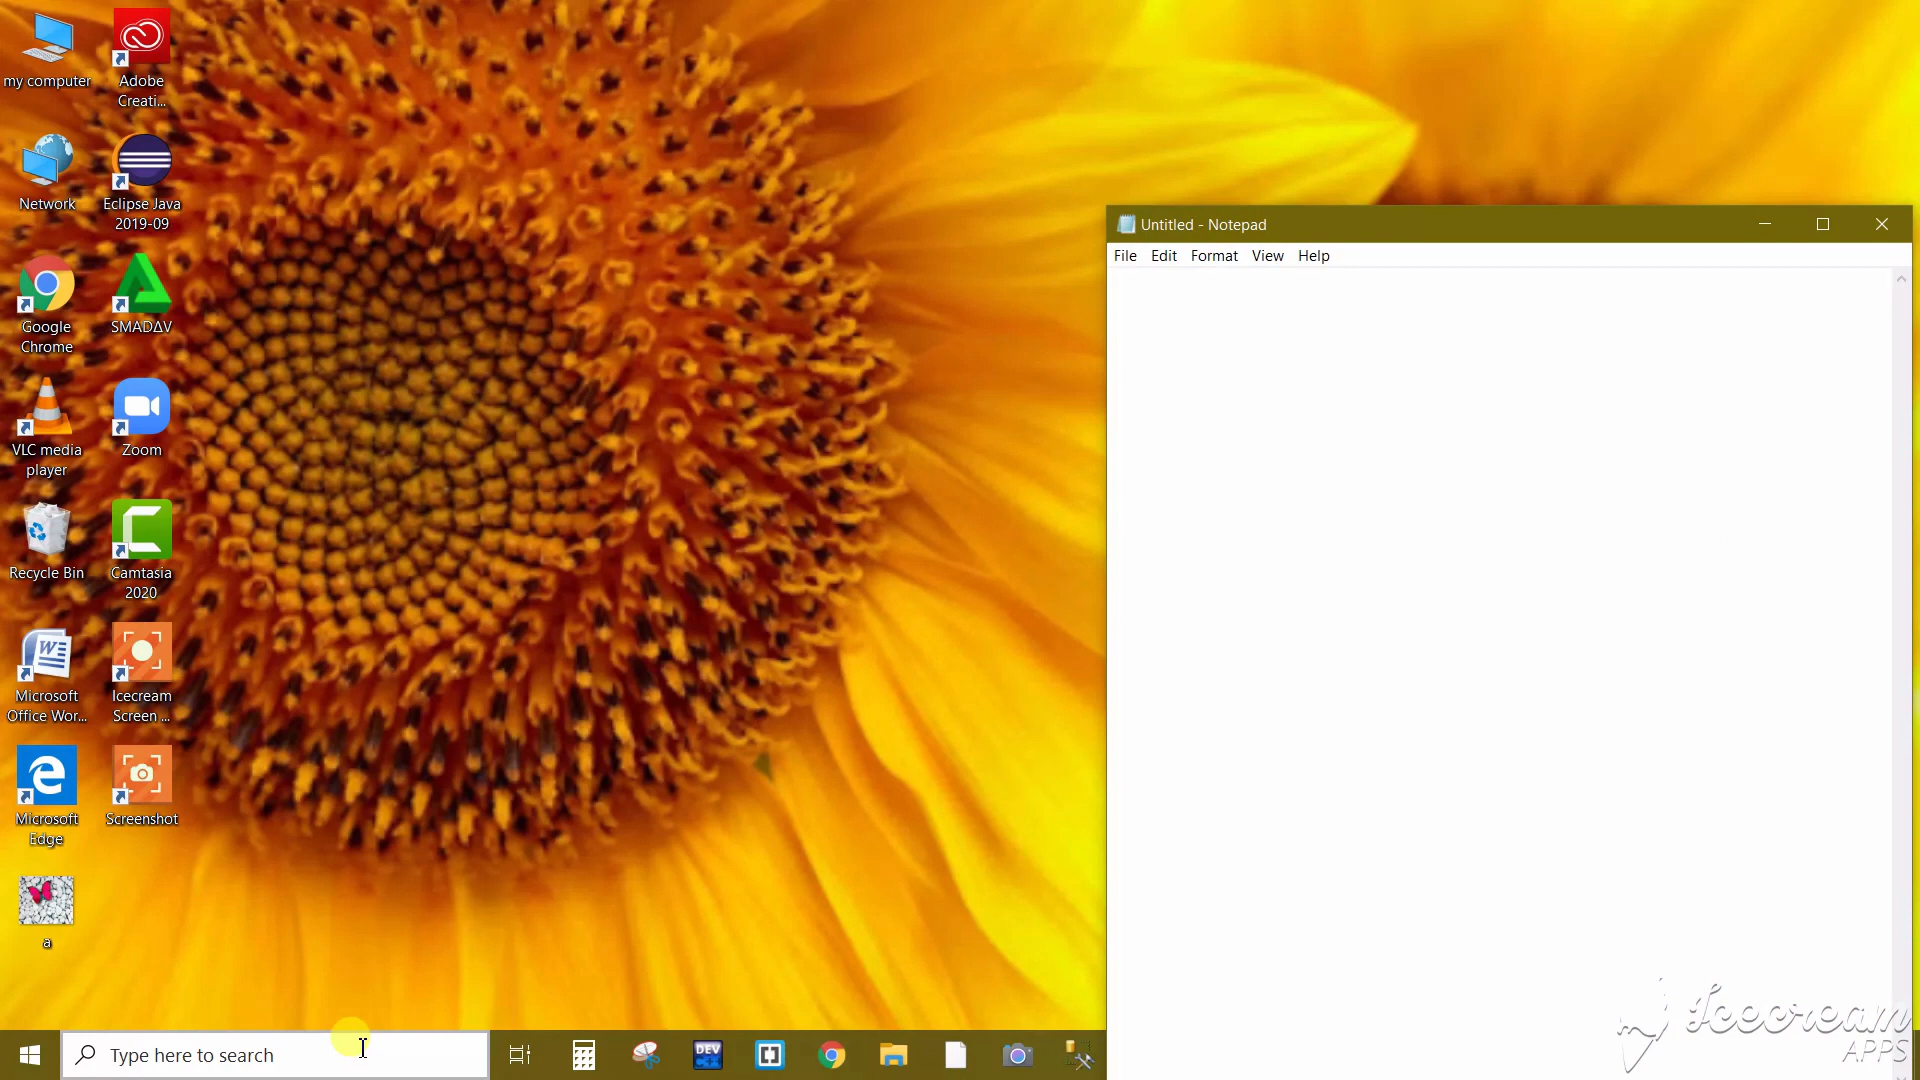 my computer
Adobe
Creati...
Network
Eclipse Java
2019-09
Google
Chrome
SMADΔV
VLC media
player
Zoom
Recycle Bin
Camtasia
2020
Microsoft
Office Wor...
Icecream
Screen ...
Microsoft
Edge
Screenshot
a
Untitled - Notepad
File Edit Format View Help
Type here to search
DEV
C++
Icecream
APPS